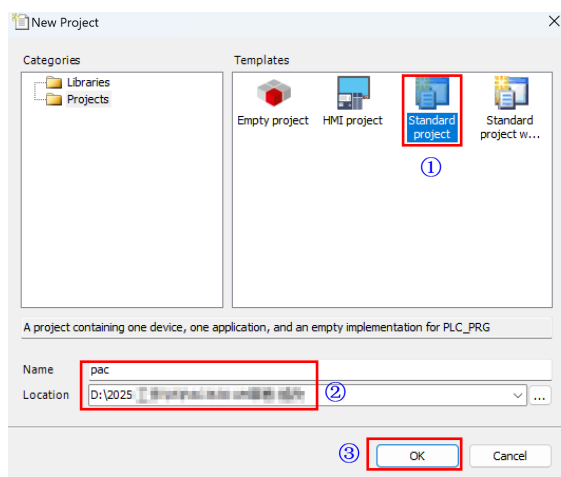 New Project
Categories
Templates
Libraries
Projects
Empty project
HMI project
Standard
project
Standard
project w...
①
A project containing one device, one application, and an empty implementation for PLC_PRG
Name
pac
Location
D:\2025
②
...
③
OK
Cancel